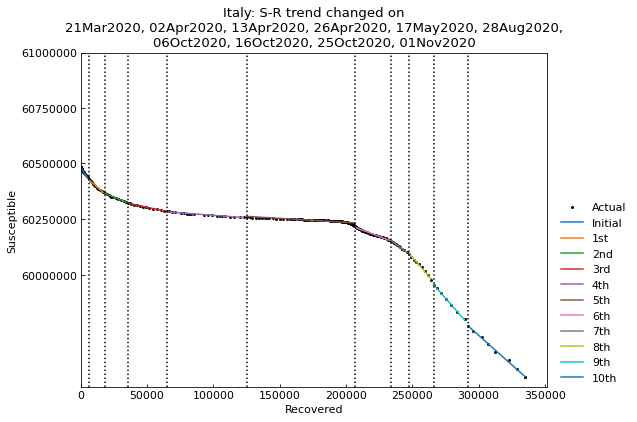 Italy: S-R trend changed on
21Mar2020, 02Apr2020, 13Apr2020, 26Apr2020, 17May2020, 28Aug2020,
06Oct2020, 16Oct2020, 25Oct2020, 01Nov2020
61000000
60750000
60500000
60250000
60000000
Susceptible
0
50000
100000
150000
200000
250000
300000
350000
Recovered
Actual
Initial
1st
2nd
3rd
4th
5th
6th
7th
8th
9th
10th